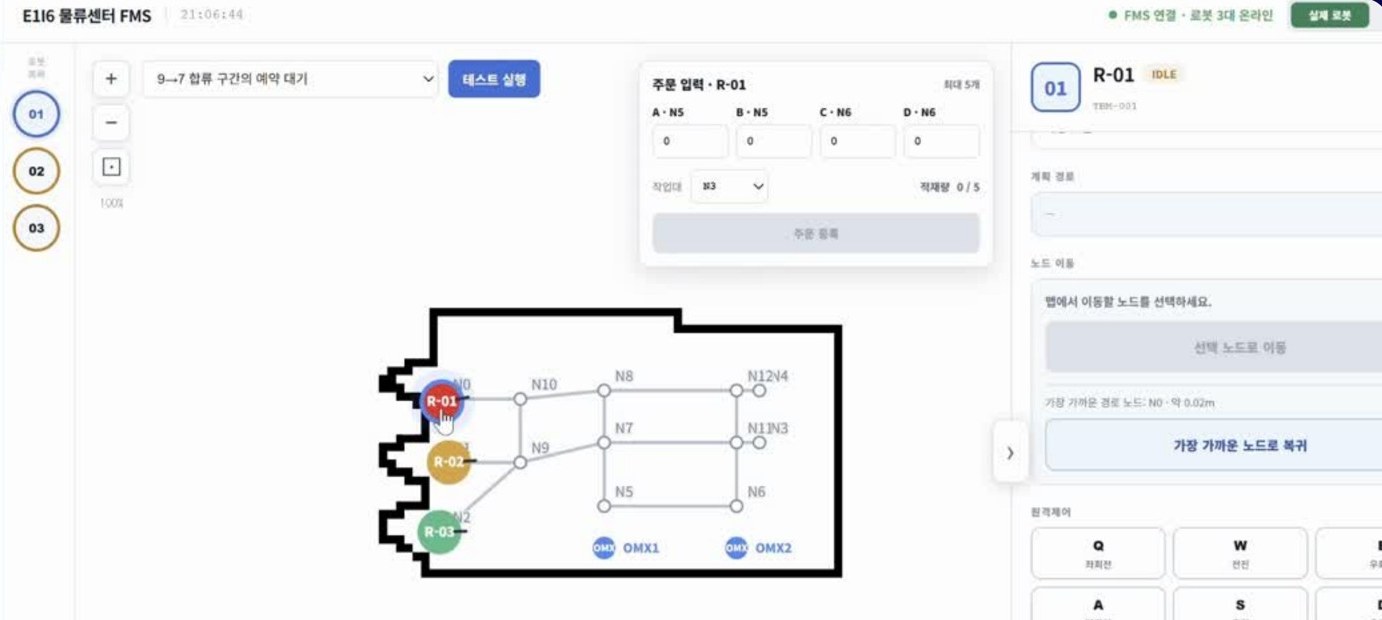 E1I6 물류센터 FMS
21:06:44
FMS 연결 · 로봇 3대 온라인
실제 로봇
로봇
01
02
03
+
−
100%
9→7 합류 구간의 예약 대기
테스트 실행
주문 입력 · R-01
최대 5개
A · N5
B · N5
C · N6
D · N6
0
0
0
0
작업대
N3
적재량 0 / 5
주문 등록
N0
N10
N8
N12
N4
R-01
N9
N7
N11
N3
R-02
N5
N6
N2
R-03
OMX
OMX1
OMX
OMX2
01
R-01
IDLE
TBM-001
계획 경로
—
노드 이동
맵에서 이동할 노드를 선택하세요.
선택 노드로 이동
가장 가까운 경로 노드: N0 · 약 0.02m
가장 가까운 노드로 복귀
원격제어
Q
좌회전
W
전진
A
S